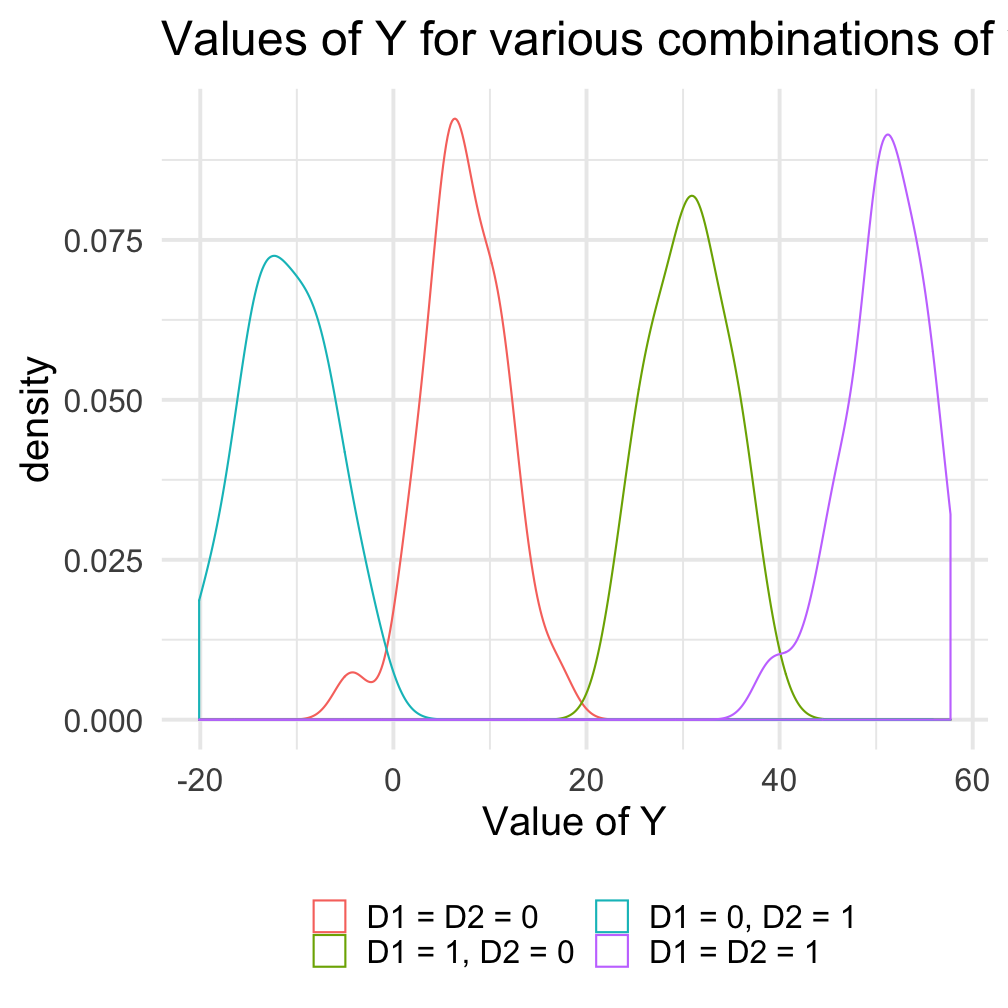 Values of Y for various combinations of
density
0.075
0.050
0.025
0.000
-20 0 20 40 60
Value of Y
D1 = D2 = 0 D1 = 0, D2 = 1
D1 = 1, D2 = 0 D1 = D2 = 1